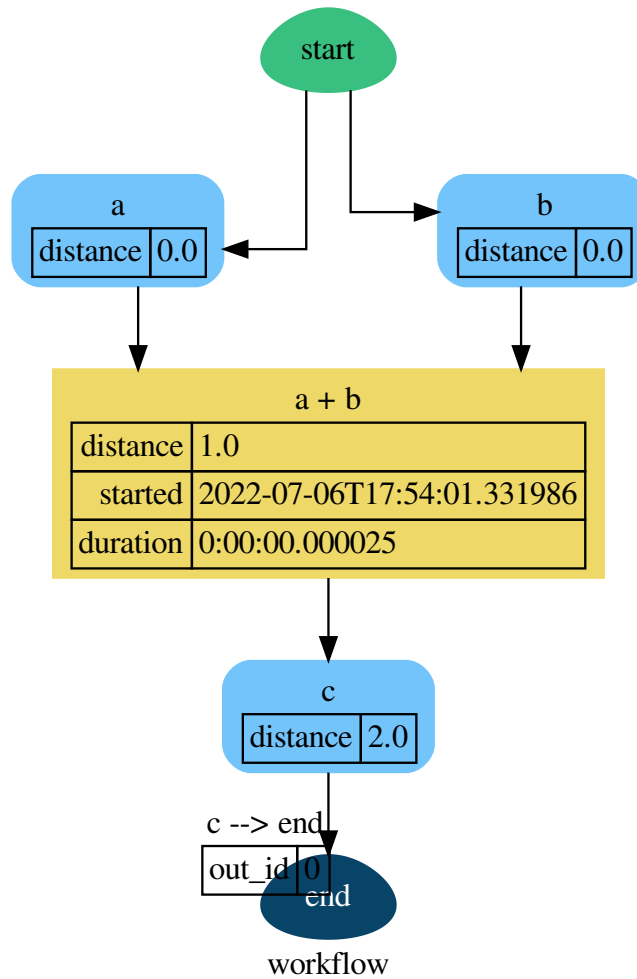 start
a
distance 0.0
b
distance 0.0
a + b
distance 1.0
started 2022-07-06T17:54:01.331986
duration 0:00:00.000025
c
distance 2.0
c --> end
out_id 0
end
workflow